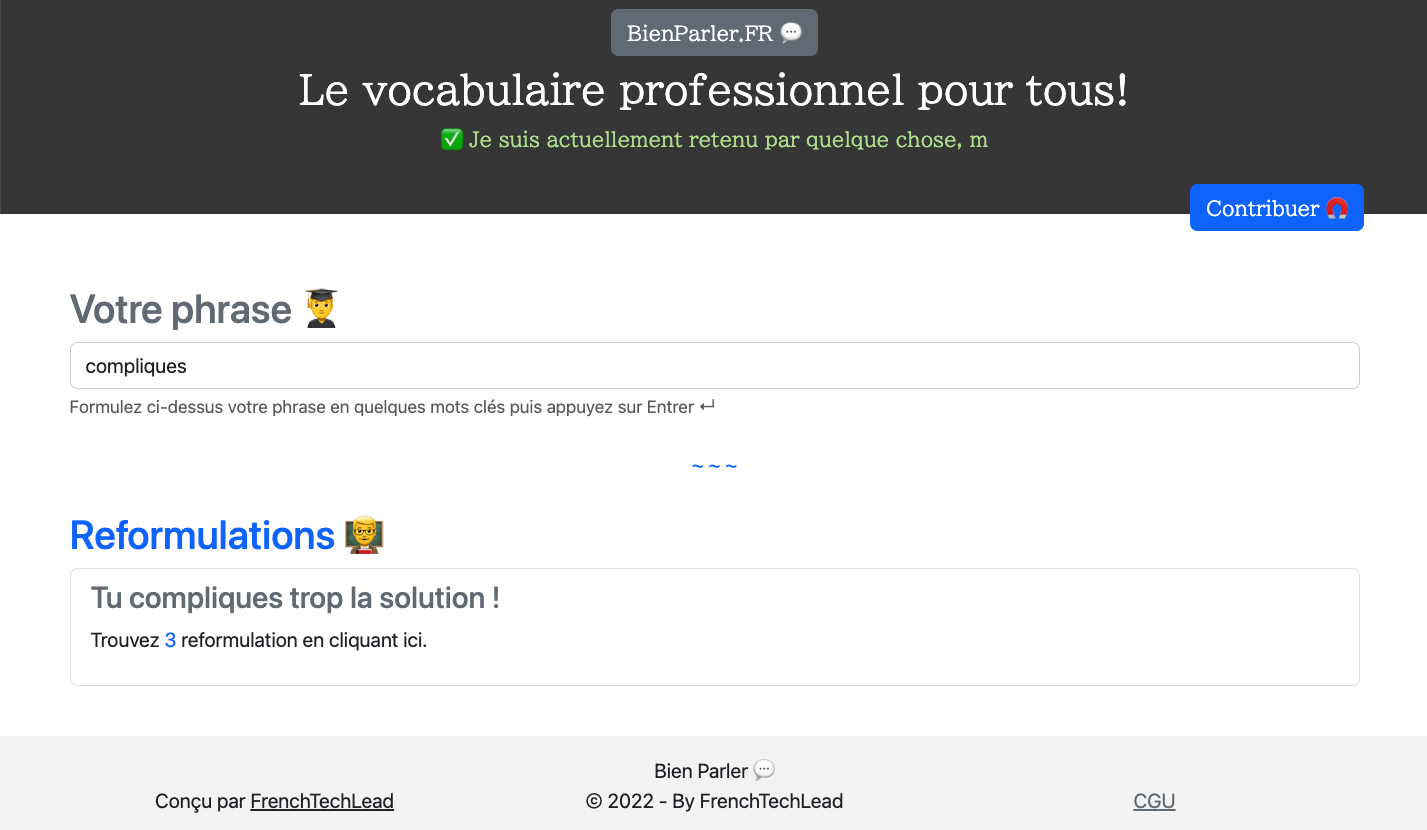 BienParler.FR 💬
Le vocabulaire professionnel pour tous!
✅ Je suis actuellement retenu par quelque chose, m
Contribuer 🧲
Votre phrase 👨‍🎓
compliques
Formulez ci-dessus votre phrase en quelques mots clés puis appuyez sur Entrer ↵
~ ~ ~
Reformulations 👨‍🏫
Tu compliques trop la solution !
Trouvez 3 reformulation en cliquant ici.
Bien Parler 💬
Conçu par FrenchTechLead
© 2022 - By FrenchTechLead
CGU